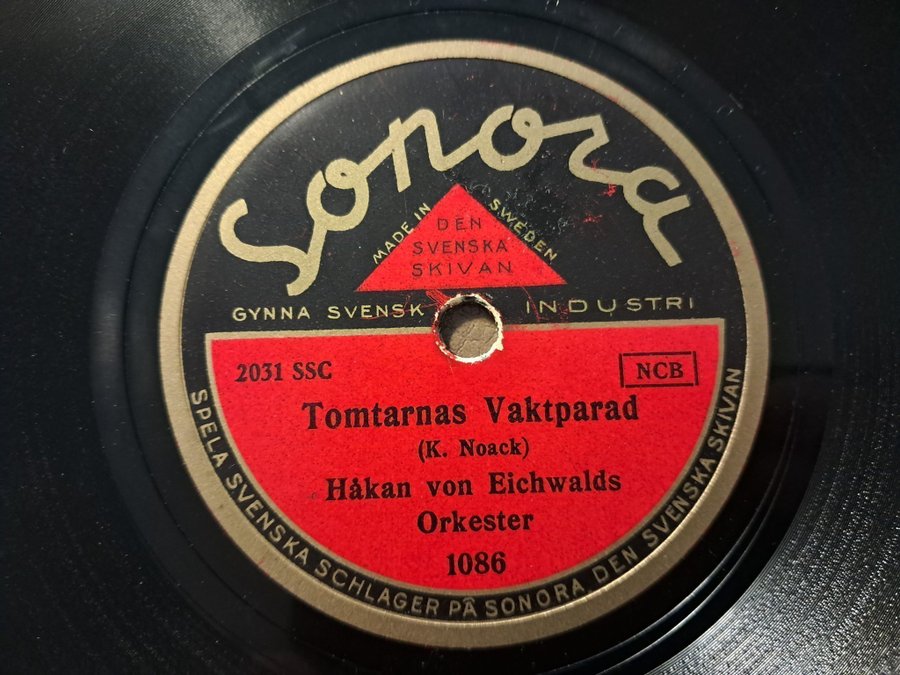 Sonora
MADE IN SWEDEN
DEN
SVENSKA
SKIVAN
GYNNA SVENSK INDUSTRI
2031 SSC
NCB
Tomtarnas Vaktparad
(K. Noack)
Håkan von Eichwalds
Orkester
1086
SPELA SVENSKA SCHLAGER PÅ SONORA DEN SVENSKA SKIVAN